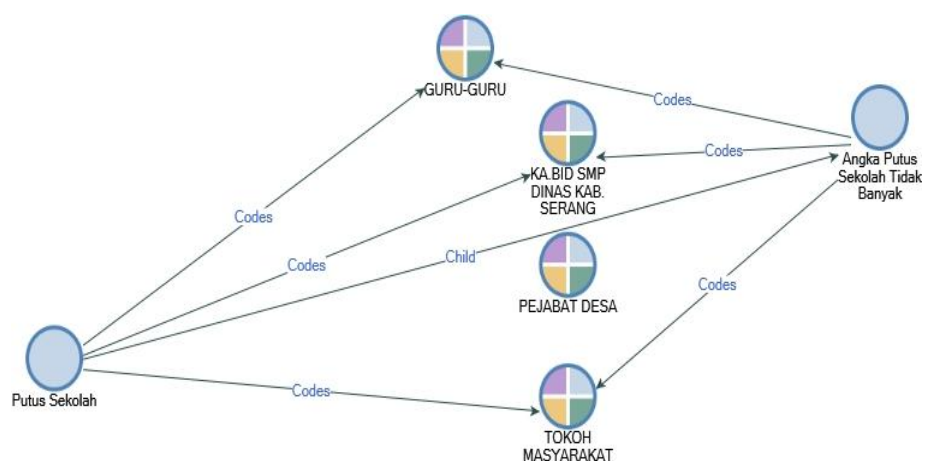 GURU-GURU
Codes
Codes
KA.BID SMP
DINAS KAB.
SERANG
Angka Putus
Sekolah Tidak
Banyak
Codes
Codes
Child
Codes
PEJABAT DESA
Putus Sekolah
Codes
TOKOH
MASYARAKAT